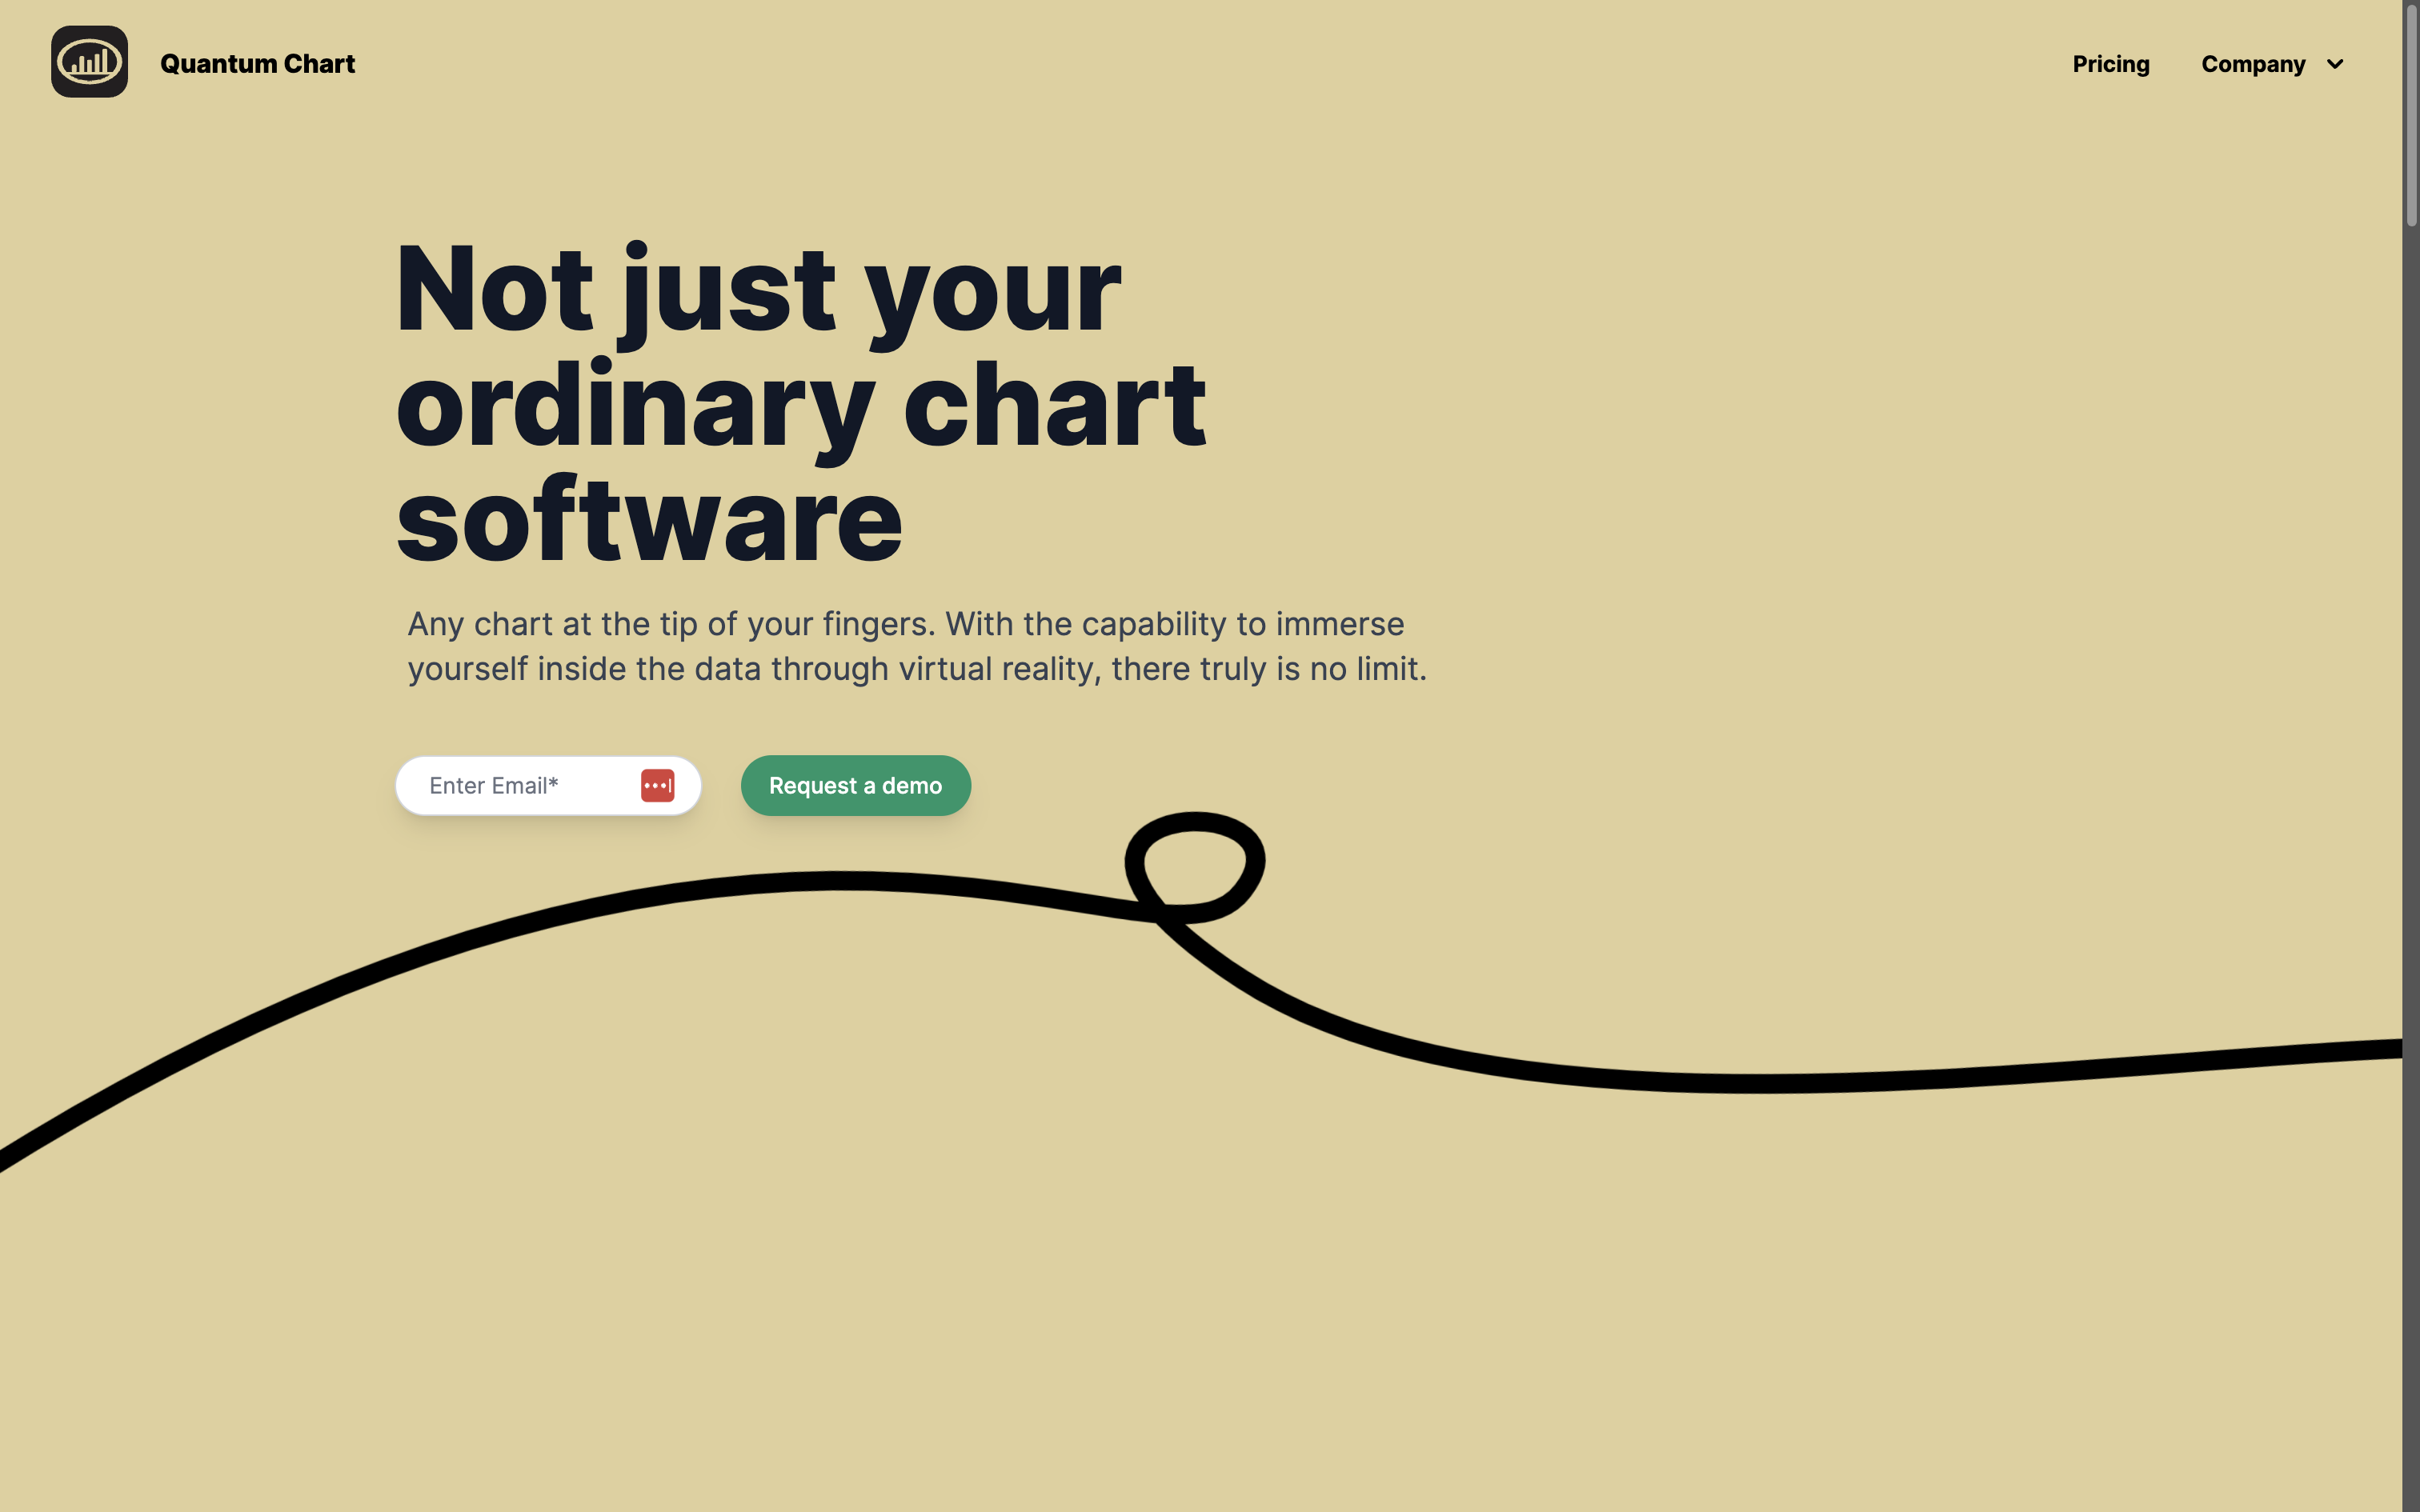 Quantum Chart
Pricing
Company
Not just your
ordinary chart
software
Any chart at the tip of your fingers. With the capability to immerse
yourself inside the data through virtual reality, there truly is no limit.
Enter Email*
Request a demo